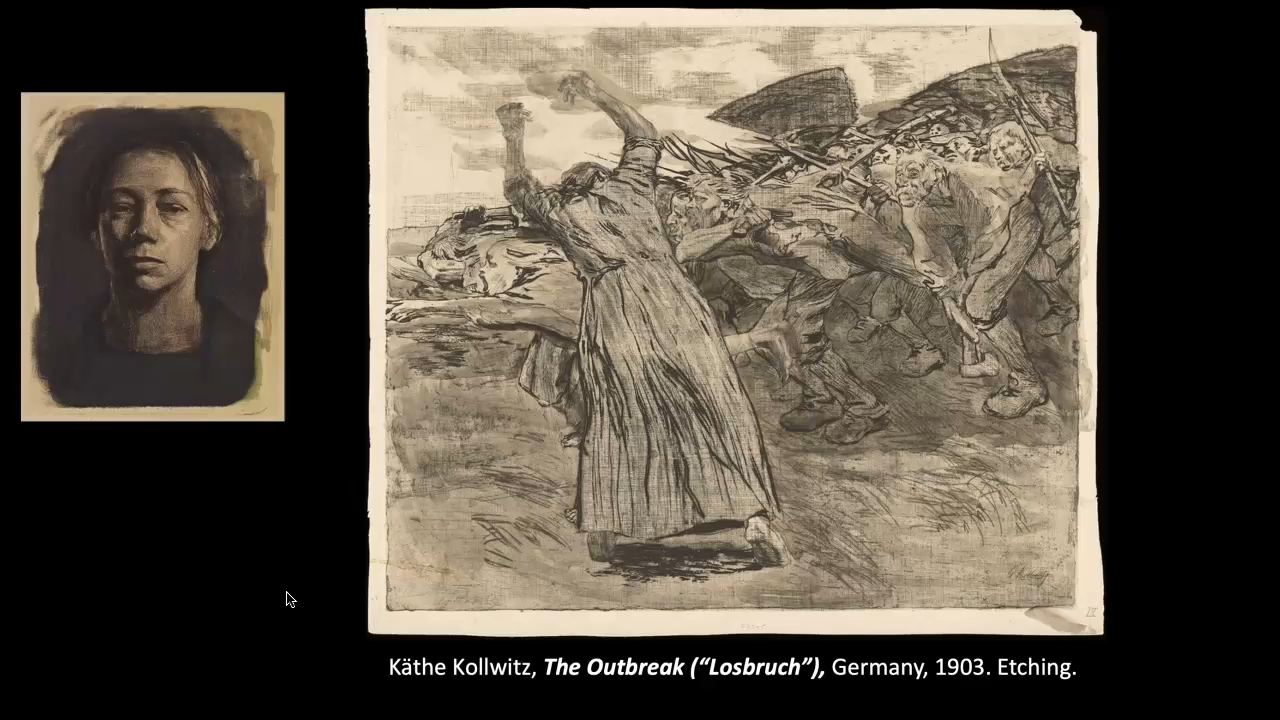 Käthe Kollwitz, The Outbreak (“Losbruch”), Germany, 1903. Etching.